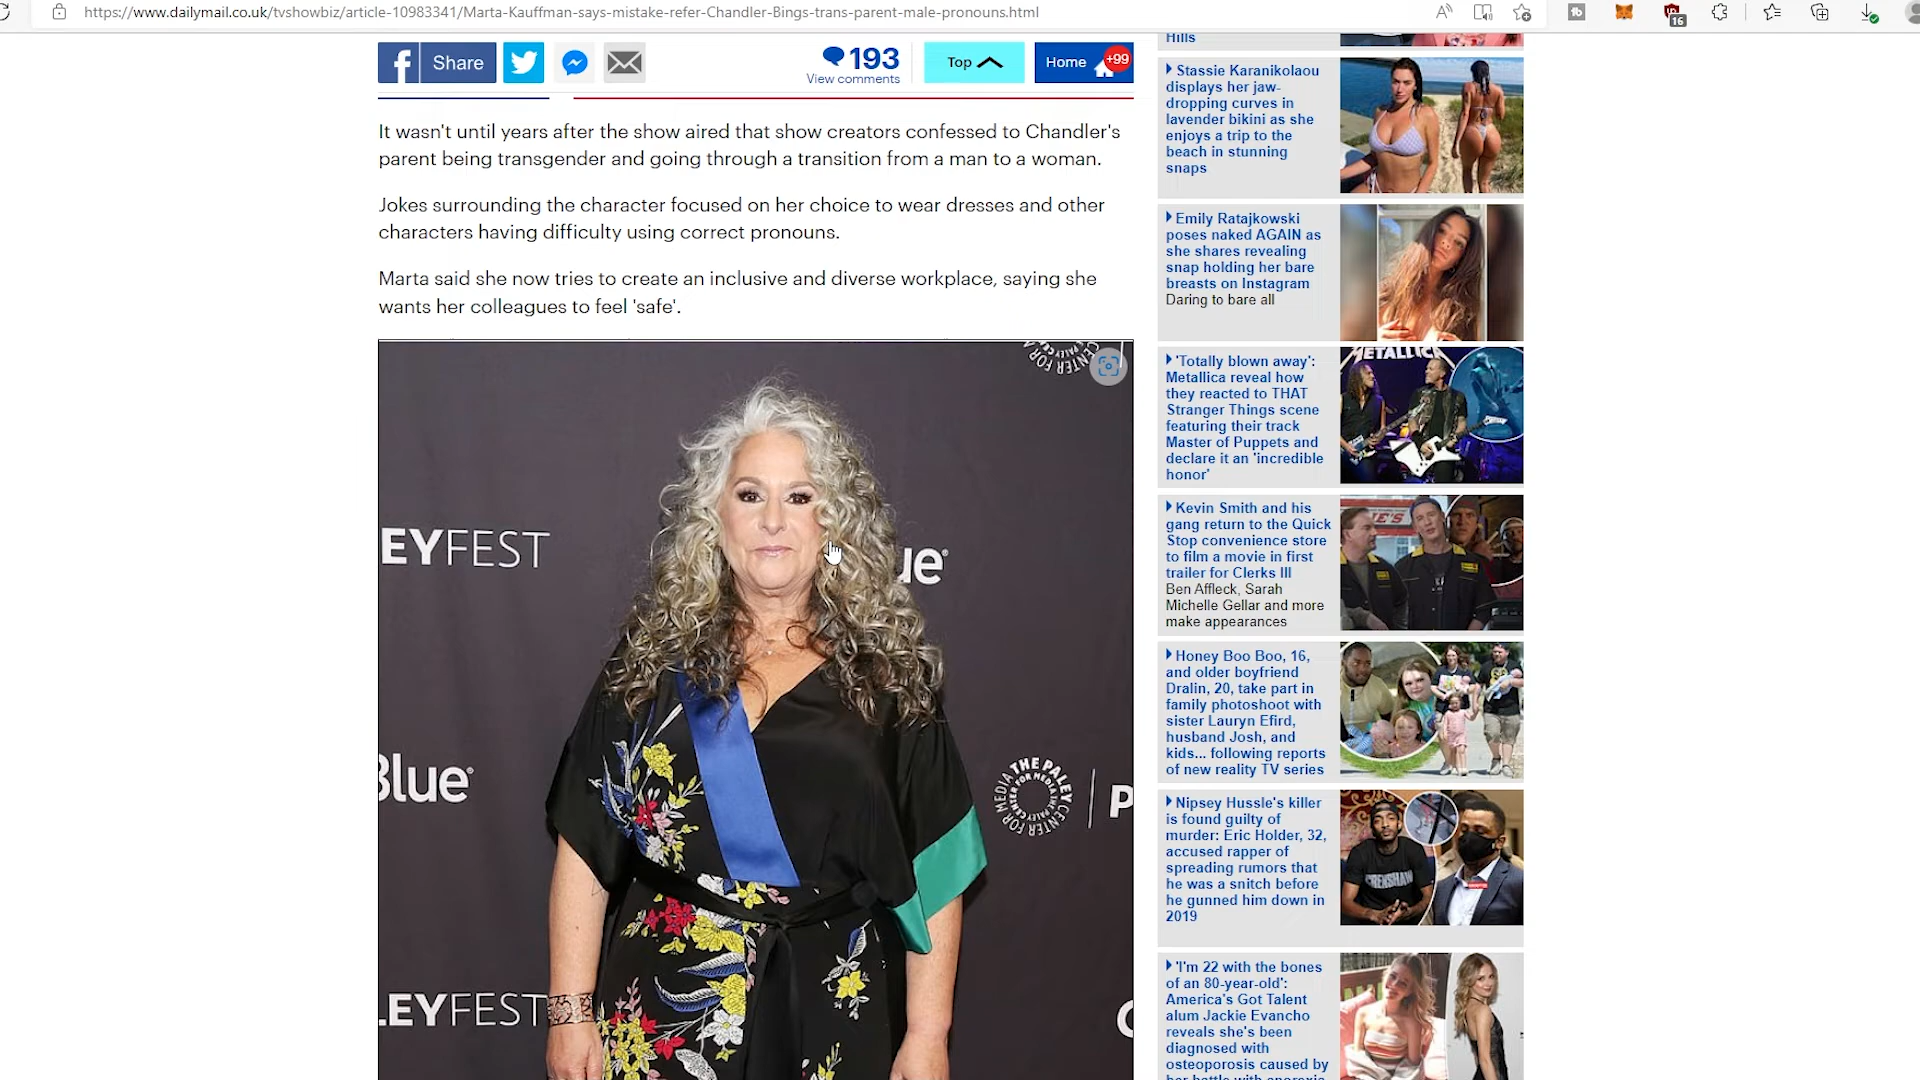 https://www.dailymail.co.uk/tvshowbiz/article-10983341/Marta-Kauffman-says-mistake-refer-Chandler-Bings-trans-parent-male-pronouns.html
16
Share
193
View comments
Top
Home
+99
It wasn't until years after the show aired that show creators confessed to Chandler's
parent being transgender and going through a transition from a man to a woman.
Jokes surrounding the character focused on her choice to wear dresses and other
characters having difficulty using correct pronouns.
Marta said she now tries to create an inclusive and diverse workplace, saying she
wants her colleagues to feel 'safe'.
EYFEST
ue
Blue
THE PALEY
CENTER FOR
MEDIA
P
LEYFEST
Hills
Stassie Karanikolaou
displays her jaw-
dropping curves in
lavender bikini as she
enjoys a trip to the
beach in stunning
snaps
Emily Ratajkowski
poses naked AGAIN as
she shares revealing
snap holding her bare
breasts on Instagram
Daring to bare all
'Totally blown away':
Metallica reveal how
they reacted to THAT
Stranger Things scene
featuring their track
Master of Puppets and
declare it an 'incredible
honor'
METALLICA
Kevin Smith and his
gang return to the Quick
Stop convenience store
to film a movie in first
trailer for Clerks III
Ben Affleck, Sarah
Michelle Gellar and more
make appearances
Honey Boo Boo, 16,
and older boyfriend
Dralin, 20, take part in
family photoshoot with
sister Lauryn Efird,
husband Josh, and
kids... following reports
of new reality TV series
Nipsey Hussle's killer
is found guilty of
murder: Eric Holder, 32,
accused rapper of
spreading rumors that
he was a snitch before
he gunned him down in
2019
CRENSHAW
'I'm 22 with the bones
of an 80-year-old':
America's Got Talent
alum Jackie Evancho
reveals she's been
diagnosed with
osteoporosis caused by
her battle with anorexia